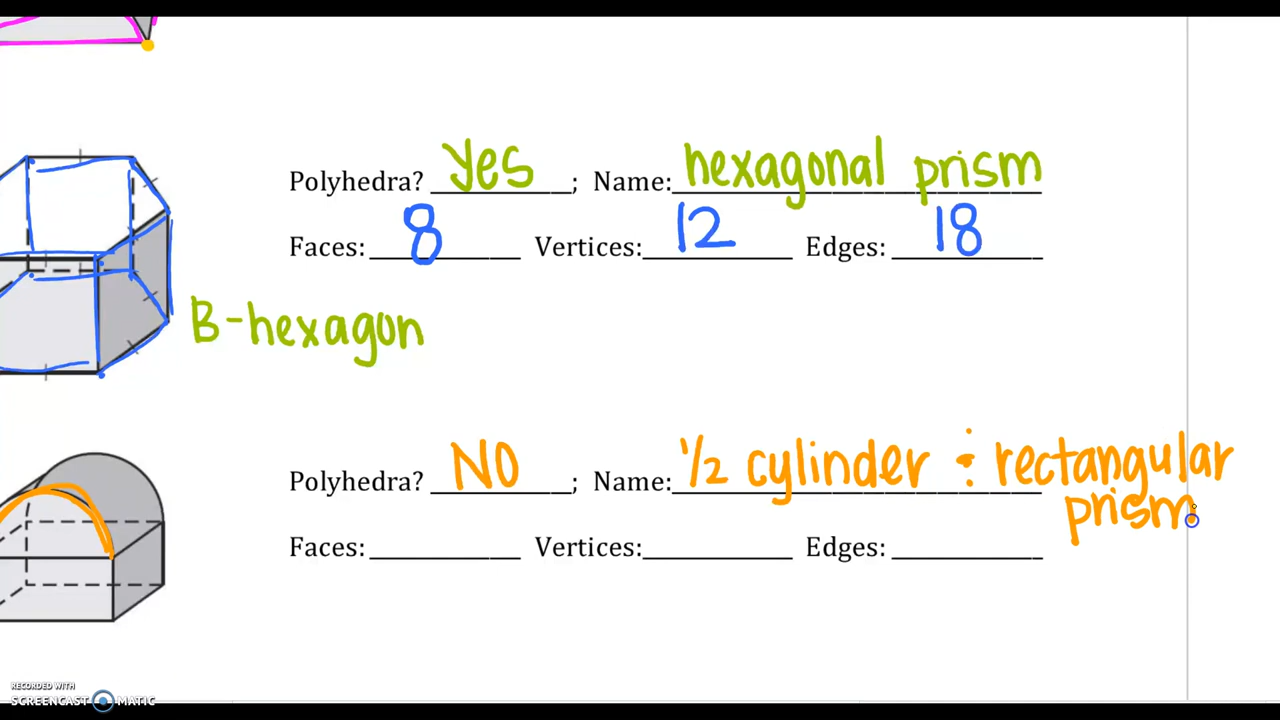 Polyhedra? yes ; Name: hexagonal prism
Faces: 8 Vertices: 12 Edges: 18
B-hexagon
Polyhedra? NO ; Name: 1/2 cylinder ÷ rectangular
prism
Faces: Vertices: Edges:
RECORDED WITH
SCREENCAST MATIC